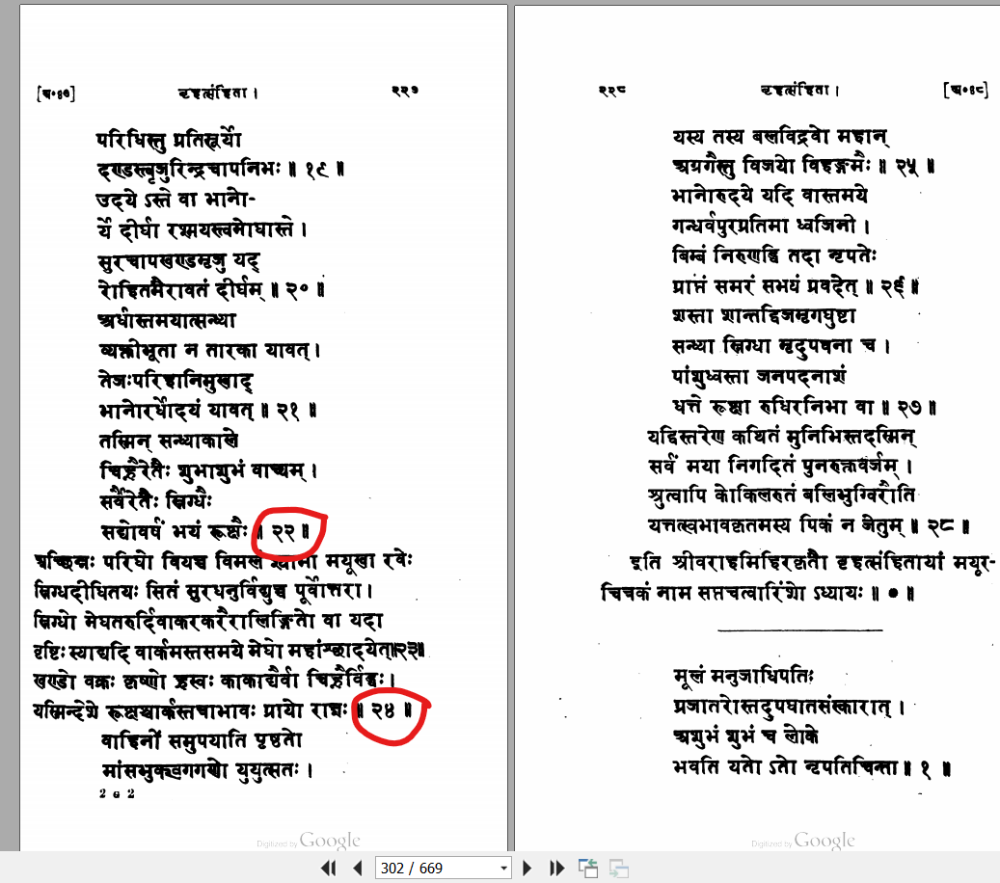 [अ०४७]
बृहत्संहिता ।
२२७
परिधिस्तु प्रतिसूर्यो
दण्डस्त्वृजुरिन्द्रचापनिभः ॥ १९ ॥
उदये ऽस्ते वा भानो-
र्ये दीर्घा रश्मयस्त्वमोघास्ते ।
सुरचापखण्डमृजु यद्
रोहितमैरावतं दीर्घम् ॥ २० ॥
अर्धास्तमयात्सन्ध्या
व्यक्तीभूता न तारका यावत् ।
तेजःपरिहानिमुखाद्
भानोरर्धोदयं यावत् ॥ २१ ॥
तस्मिन् सन्ध्याकाले
चिह्नैरेतैः शुभाशुभं वाच्यम् ।
सर्वैरेतैः स्निग्धैः
सद्योवर्षं भयं रूक्षैः ॥ २२ ॥
अच्छिन्नः परिघो वियच्च विमलं श्यामा मयूखा रवेः
स्निग्धदीधितयः सितं सुरधनुर्विद्युच्च पूर्वोत्तरा ।
स्निग्धो मेघतरुर्दिवाकरकरैरालिङ्गितो वा यदा
वृष्टिः स्याद्यदि वार्कमस्तसमये मेघो महांश्छादयेत्॥२३॥
खण्डो वक्रः कृष्णो ह्रस्वः काकाद्यैर्वा चिह्नैर्विद्धः ।
यस्मिन्देशे रूक्षश्चार्कस्तत्राभावः प्रायो राज्ञः ॥ २४ ॥
वाहिनीं समुपयाति पृष्ठतो
मांसभुक्खगगणो युयुत्सतः ।
2 G 2
Digitized by Google
२२८
बृहत्संहिता ।
[अ०४८]
यस्य तस्य बलविद्रवो महान्
अग्रगैस्तु विजयो विहङ्गमैः ॥ २५ ॥
भानोरुदये यदि वास्तमये
गन्धर्वपुरप्रतिमा ध्वजिनी ।
बिम्बं निरुणद्धि तदा नृपतेः
प्राप्तं समरं सभयं प्रवदेत् ॥ २६ ॥
शस्ता शान्तद्विजमृगघुष्टा
सन्ध्या स्निग्धा मृदुपवना च ।
पांशुध्वस्ता जनपदनाशं
धत्ते रूक्षा रुधिरनिभा वा ॥ २७ ॥
यद्विस्तरेण कथितं मुनिभिस्तदस्मिन्
सर्वं मया निगदितं पुनरुक्तवर्जम् ।
श्रुत्वापि कोकिलरुतं बलिभुग्विरौति
यत्तत्स्वभावकृतमस्य पिकं न जेतुम् ॥ २८ ॥
इति श्रीवराहमिहिरकृतौ बृहत्संहितायां मयूर-
चित्रकं नाम सप्तचत्वारिंशो ऽध्यायः ॥ ० ॥
मूलं मनुजाधिपतिः
प्रजातरोस्तदुपघातसंस्कारात् ।
अशुभं शुभं च लोके
भवति यतो ऽतो नृपतिचिन्ता ॥ १ ॥
Digitized by Google
302 / 669